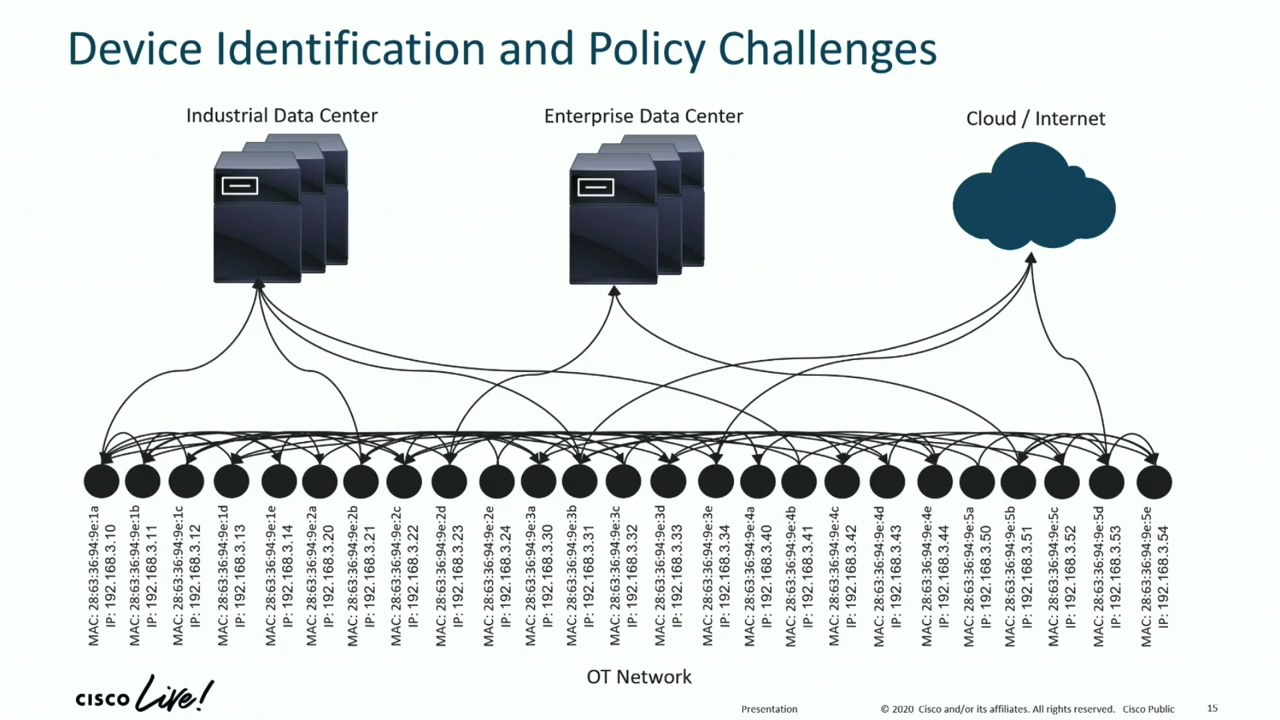 Device Identification and Policy Challenges
Industrial Data Center
Enterprise Data Center
Cloud / Internet
MAC: 28:63:36:94:9e:1a
IP: 192.168.3.10
MAC: 28:63:36:94:9e:1b
IP: 192.168.3.11
MAC: 28:63:36:94:9e:1c
IP: 192.168.3.12
MAC: 28:63:36:94:9e:1d
IP: 192.168.3.13
MAC: 28:63:36:94:9e:1e
IP: 192.168.3.14
MAC: 28:63:36:94:9e:2a
IP: 192.168.3.20
MAC: 28:63:36:94:9e:2b
IP: 192.168.3.21
MAC: 28:63:36:94:9e:2c
IP: 192.168.3.22
MAC: 28:63:36:94:9e:2d
IP: 192.168.3.23
MAC: 28:63:36:94:9e:2e
IP: 192.168.3.24
MAC: 28:63:36:94:9e:3a
IP: 192.168.3.30
MAC: 28:63:36:94:9e:3b
IP: 192.168.3.31
MAC: 28:63:36:94:9e:3c
IP: 192.168.3.32
MAC: 28:63:36:94:9e:3d
IP: 192.168.3.33
MAC: 28:63:36:94:9e:3e
IP: 192.168.3.34
MAC: 28:63:36:94:9e:4a
IP: 192.168.3.40
MAC: 28:63:36:94:9e:4b
IP: 192.168.3.41
MAC: 28:63:36:94:9e:4c
IP: 192.168.3.42
MAC: 28:63:36:94:9e:4d
IP: 192.168.3.43
MAC: 28:63:36:94:9e:4e
IP: 192.168.3.44
MAC: 28:63:36:94:9e:5a
IP: 192.168.3.50
MAC: 28:63:36:94:9e:5b
IP: 192.168.3.51
MAC: 28:63:36:94:9e:5c
IP: 192.168.3.52
MAC: 28:63:36:94:9e:5d
IP: 192.168.3.53
MAC: 28:63:36:94:9e:5e
IP: 192.168.3.54
OT Network
CISCO Live!
Presentation
© 2020 Cisco and/or its affiliates. All rights reserved. Cisco Public
15